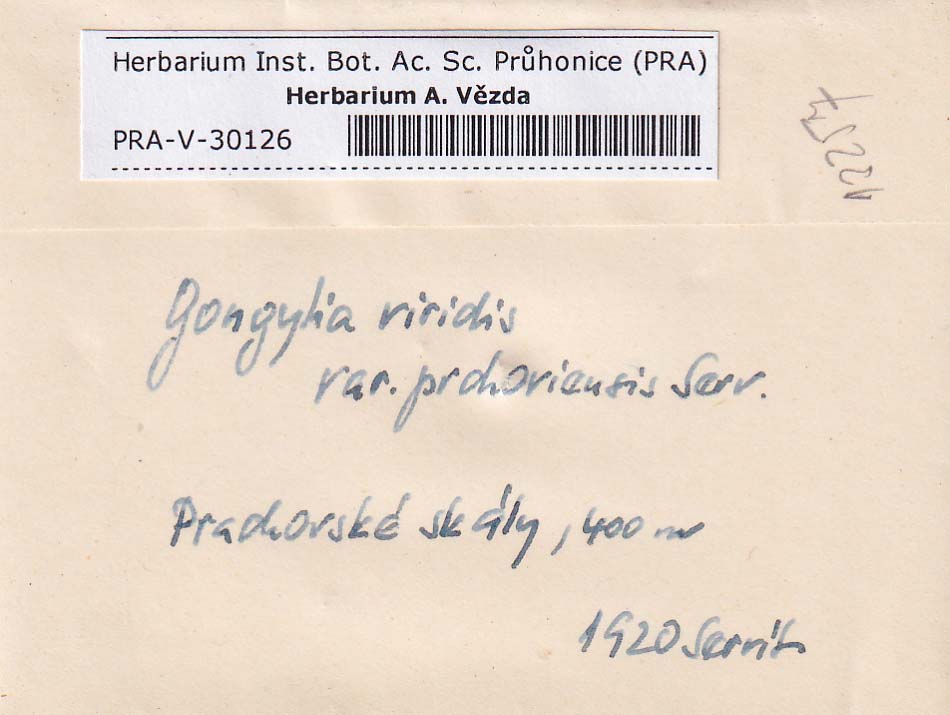 Herbarium Inst. Bot. Ac. Sc. Průhonice (PRA)
Herbarium A. Vězda
PRA-V-30126
Gongylia viridis
var. prchoviensis Serv.
Prachovské skály, 400 m
1920 Servít